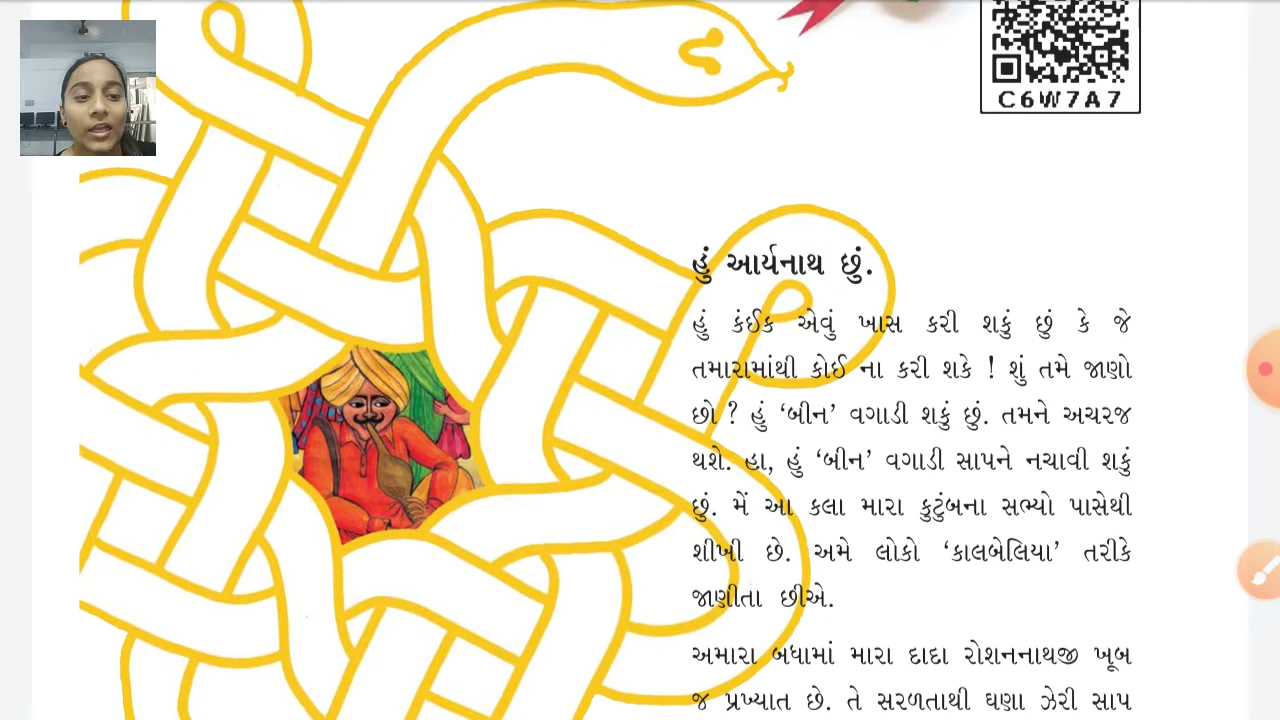 C6W7A7
હું આર્યનાથ છું.
હું કંઈક એવું ખાસ કરી શકું છું કે જે
તમારામાંથી કોઈ ના કરી શકે ! શું તમે જાણો
છો ? હું ‘બીન’ વગાડી શકું છું. તમને અચરજ
થશે. હા, હું ‘બીન’ વગાડી સાપને નચાવી શકું
છું. મેં આ કલા મારા કુટુંબના સભ્યો પાસેથી
શીખી છે. અમે લોકો ‘કાલબેલિયા’ તરીકે
જાણીતા છીએ.
અમારા બધામાં મારા દાદા રોશનનાથજી ખૂબ
જ પ્રખ્યાત છે. તે સરળતાથી ઘણા ઝેરી સાપ